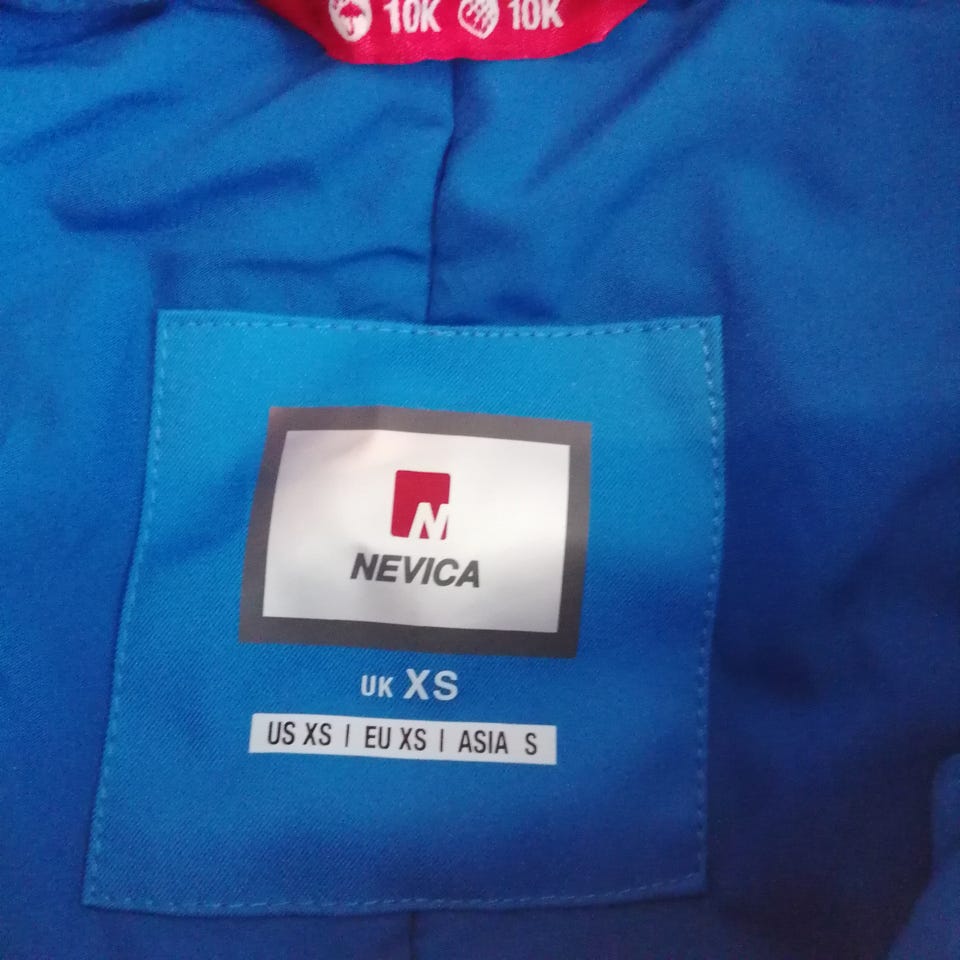 10K 10K
N
NEVICA
UK XS
US XS | EU XS | ASIA S